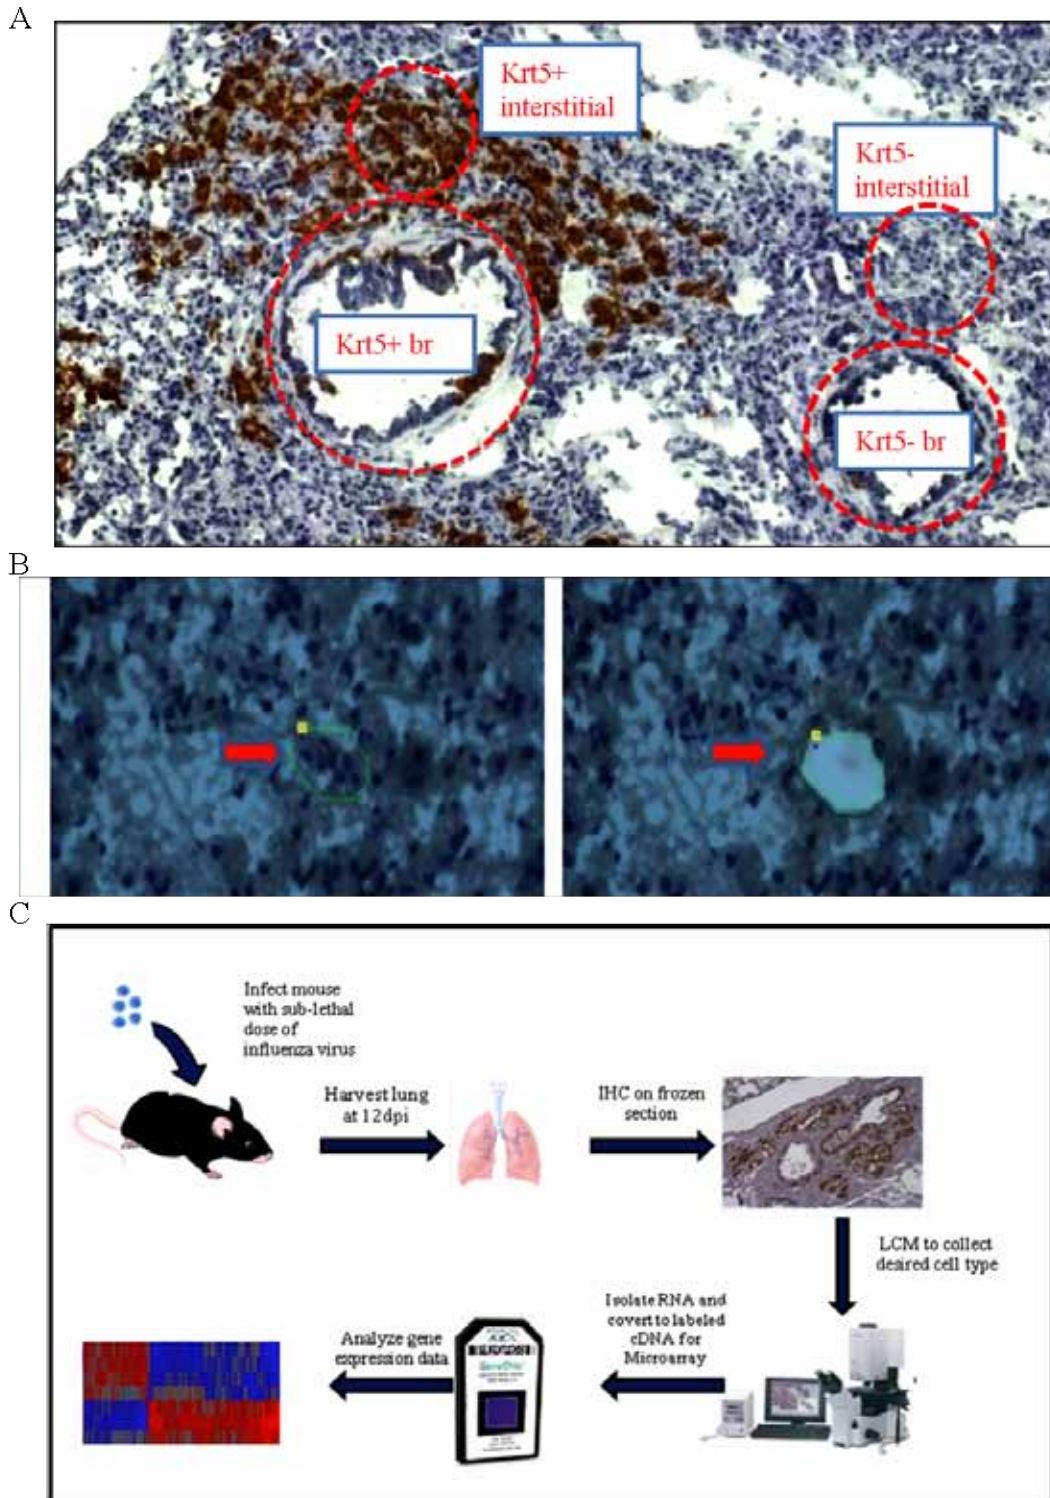 A
Krt5+
interstitial
Krt5-
interstitial
Krt5+ br
Krt5- br
B
C
Infect mouse
with sub-lethal
dose of
influenza virus
Harvest lung
at 12dpi
IHC on frozen
section
LCM to collect
desired cell type
Isolate RNA and
covert to labeled
cDNA for
Microarray
Analyze gene
expression data